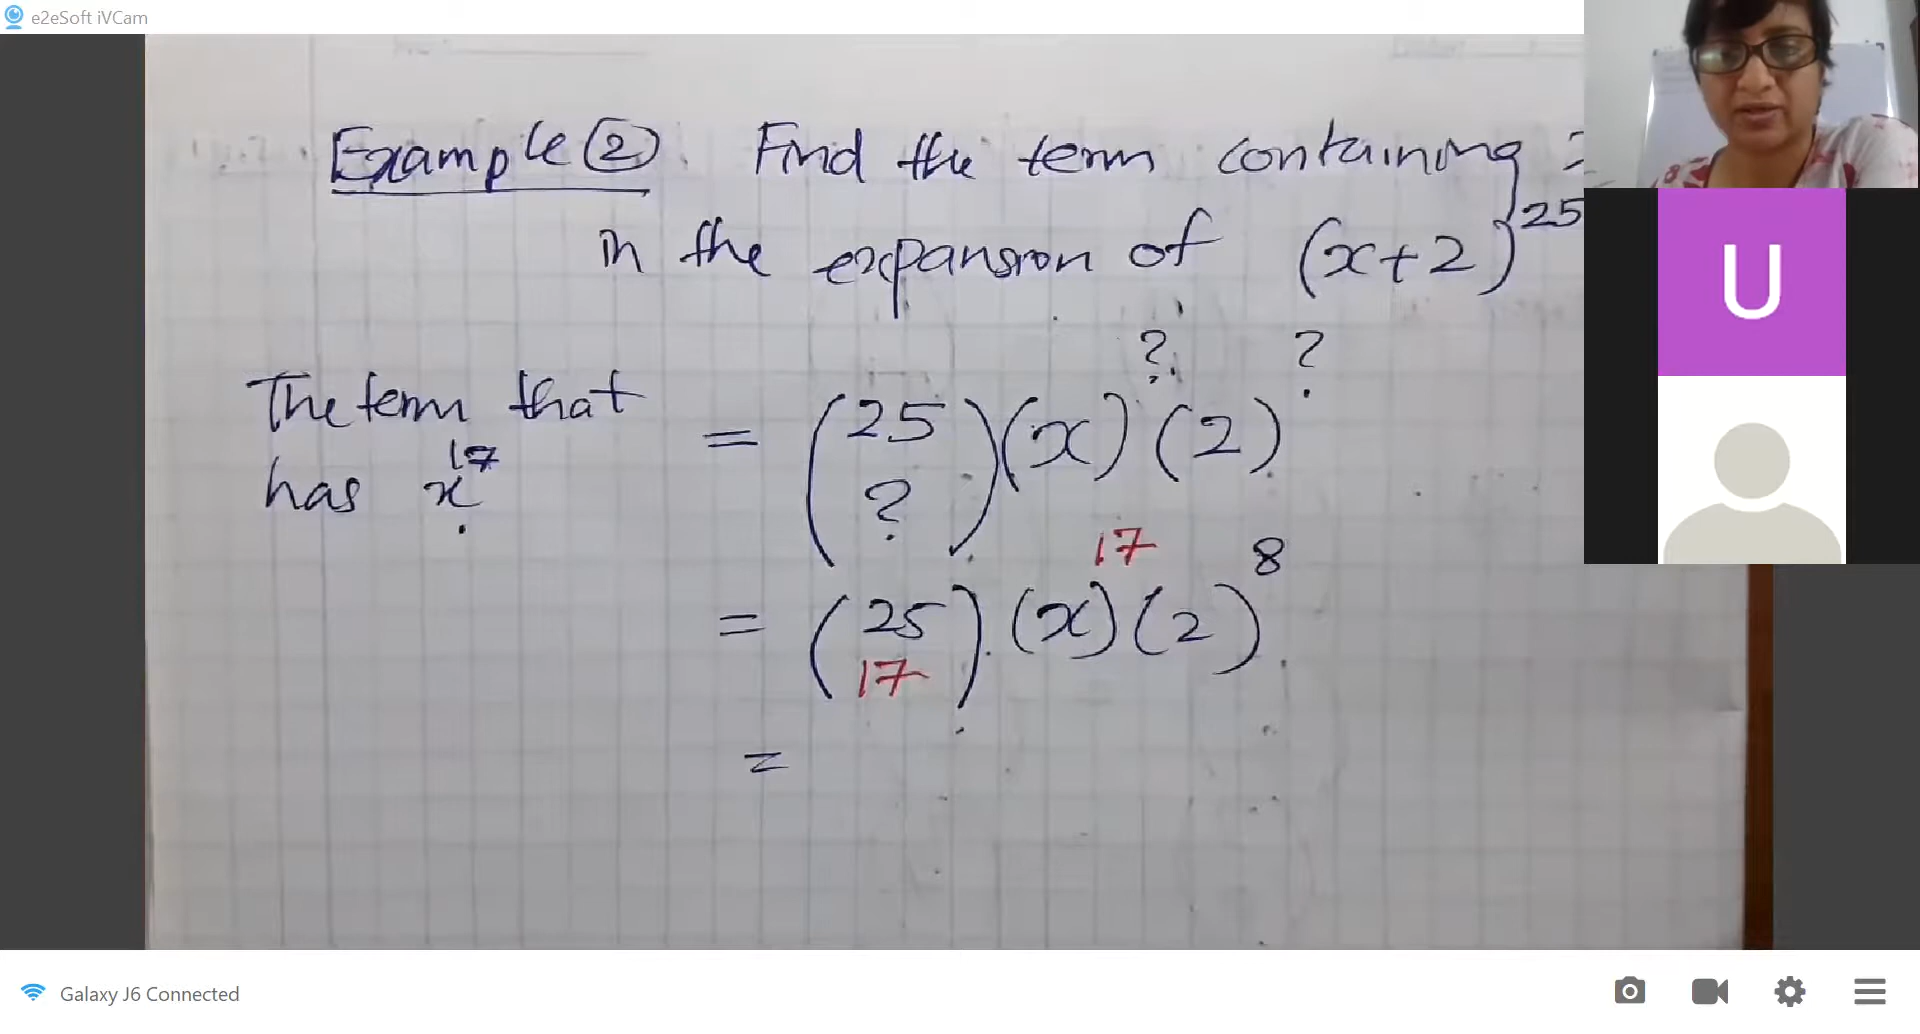 e2eSoft iVCam
Example (2). Find the term containing
in the expansion of (x+2)^25
The term that has x^17 = (25 ?) (x)^? (2)^?
= (25 17) (x)^17 (2)^8
=
U
Galaxy J6 Connected